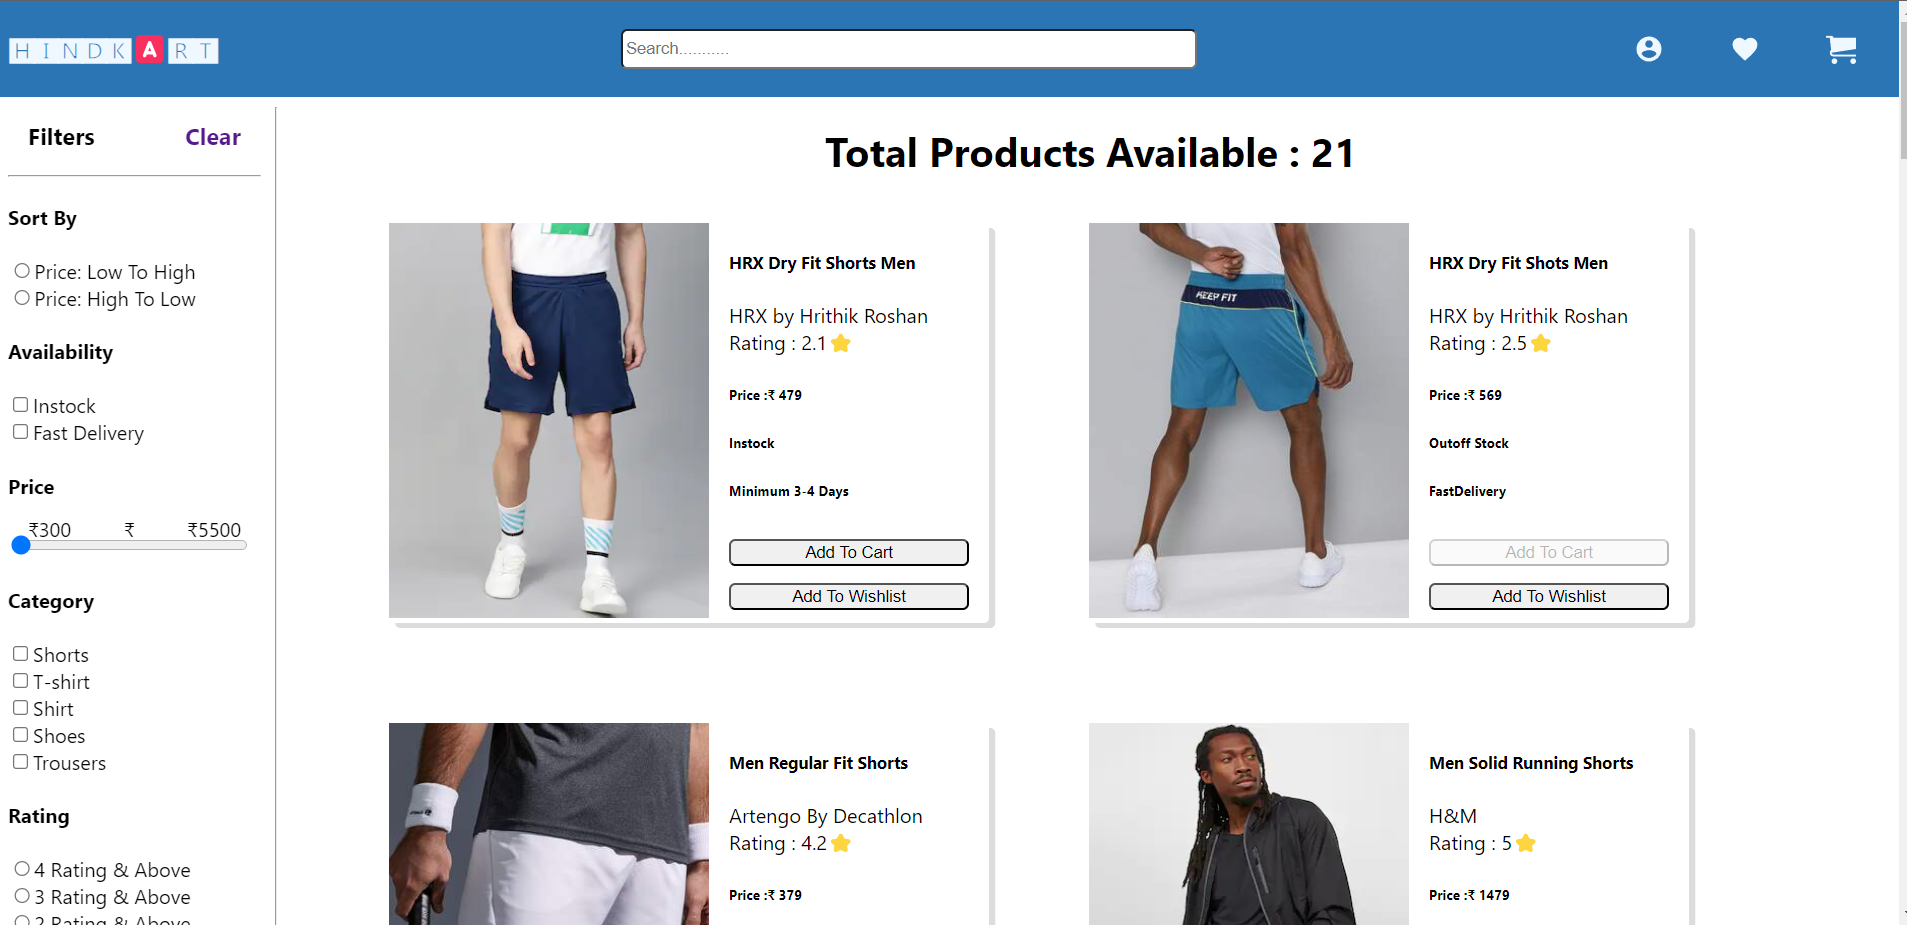 HINDKART
Search...........
Filters
Clear
Sort By
Price: Low To High
Price: High To Low
Availability
Instock
Fast Delivery
Price
₹300 ₹ ₹5500
Category
Shorts
T-shirt
Shirt
Shoes
Trousers
Rating
4 Rating & Above
3 Rating & Above
2 Rating & Above
Total Products Available : 21
HRX Dry Fit Shorts Men
HRX by Hrithik Roshan
Rating : 2.1
Price :₹ 479
Instock
Minimum 3-4 Days
Add To Cart
Add To Wishlist
KEEP FIT
HRX Dry Fit Shots Men
HRX by Hrithik Roshan
Rating : 2.5
Price :₹ 569
Outoff Stock
FastDelivery
Add To Cart
Add To Wishlist
Men Regular Fit Shorts
Artengo By Decathlon
Rating : 4.2
Price :₹ 379
Men Solid Running Shorts
H&M
Rating : 5
Price :₹ 1479